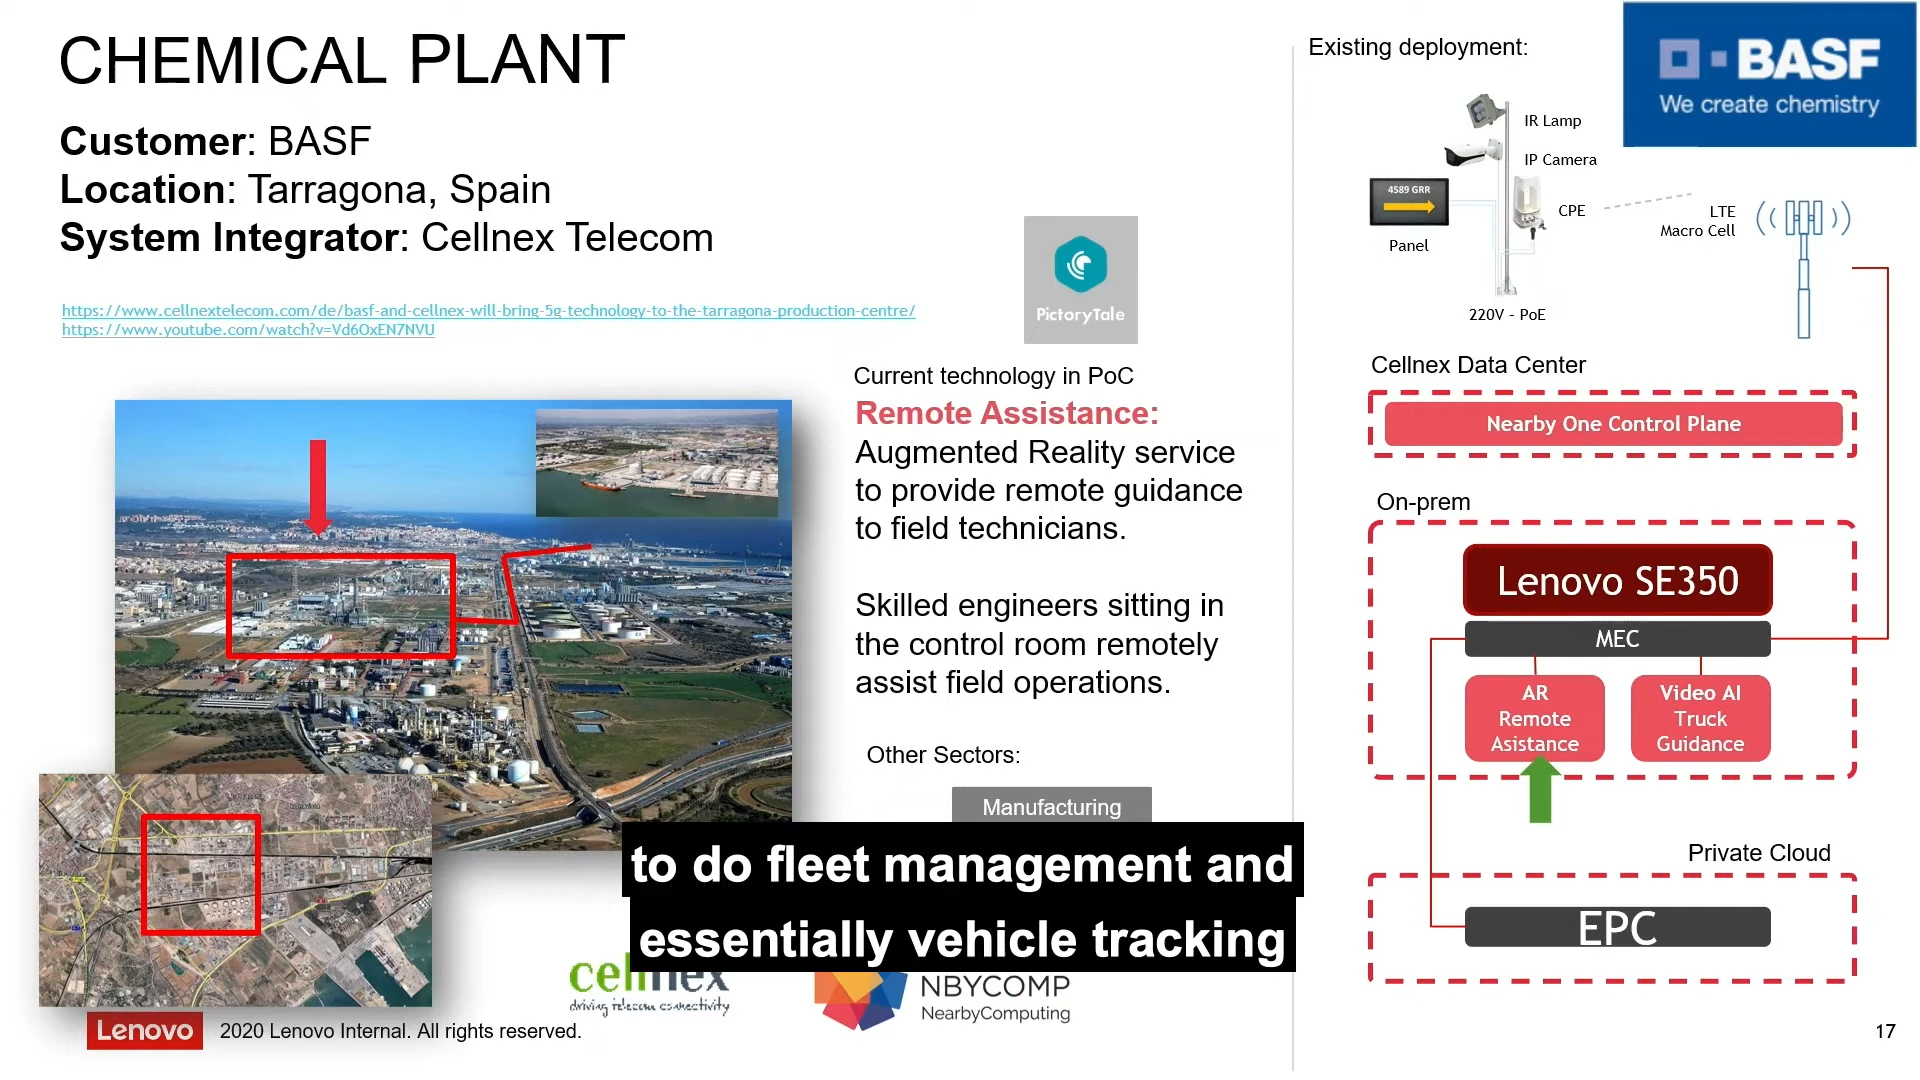 CHEMICAL PLANT
Customer: BASF
Location: Tarragona, Spain
System Integrator: Cellnex Telecom
https://www.cellnextelecom.com/de/basf-and-cellnex-will-bring-5g-technology-to-the-tarragona-production-centre/
https://www.youtube.com/watch?v=Vd6OxEN7NVU
PictoryTale
Current technology in PoC
Remote Assistance:
Augmented Reality service
to provide remote guidance
to field technicians.
Skilled engineers sitting in
the control room remotely
assist field operations.
Other Sectors:
Manufacturing
to do fleet management and
essentially vehicle tracking
cellnex
driving telecom connectivity
NBYCOMP
NearbyComputing
Lenovo
2020 Lenovo Internal. All rights reserved.
Existing deployment:
BASF
We create chemistry
IR Lamp
IP Camera
4589 GRR
CPE
Panel
LTE
Macro Cell
220V - PoE
Cellnex Data Center
Nearby One Control Plane
On-prem
Lenovo SE350
MEC
AR
Remote
Asistance
Video AI
Truck
Guidance
Private Cloud
EPC
17